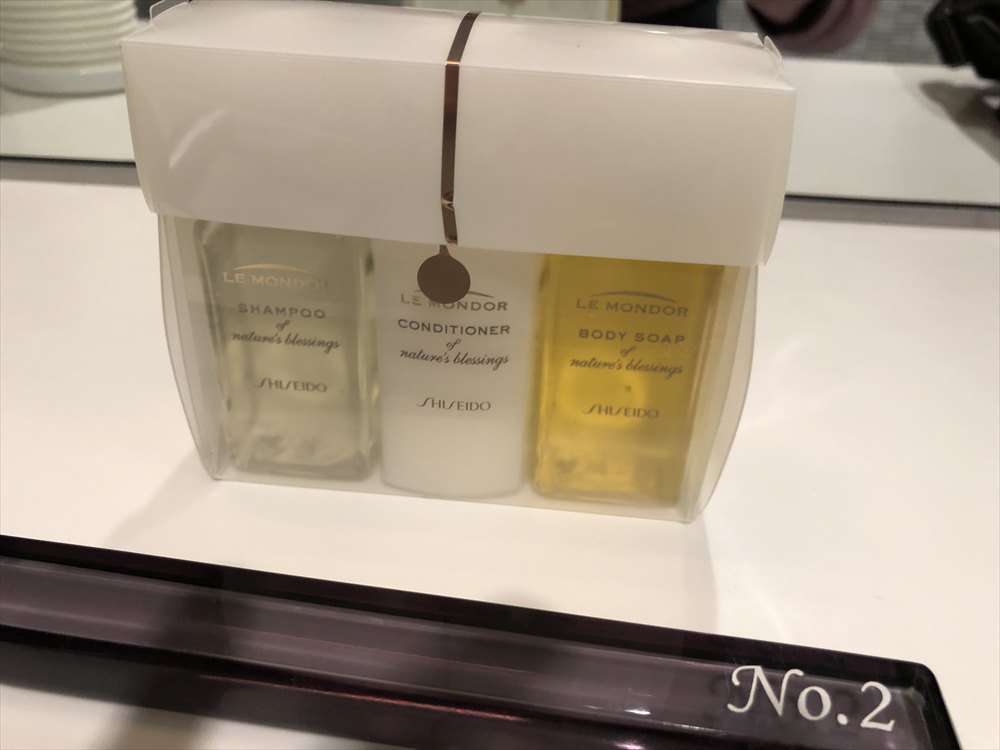 LE MONDOR
SHAMPOO
of
nature's blessings
SHISEIDO
LE MONDOR
CONDITIONER
of
nature's blessings
SHISEIDO
LE MONDOR
BODY SOAP
of
nature's blessings
SHISEIDO
No.2